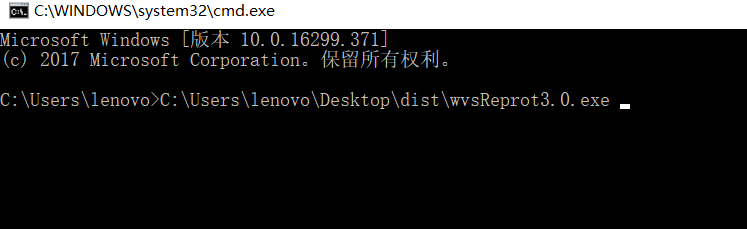 C:\WINDOWS\system32\cmd.exe
Microsoft Windows [版本 10.0.16299.371]
(c) 2017 Microsoft Corporation。保留所有权利。
C:\Users\lenovo>C:\Users\lenovo\Desktop\dist\wvsReprot3.0.exe